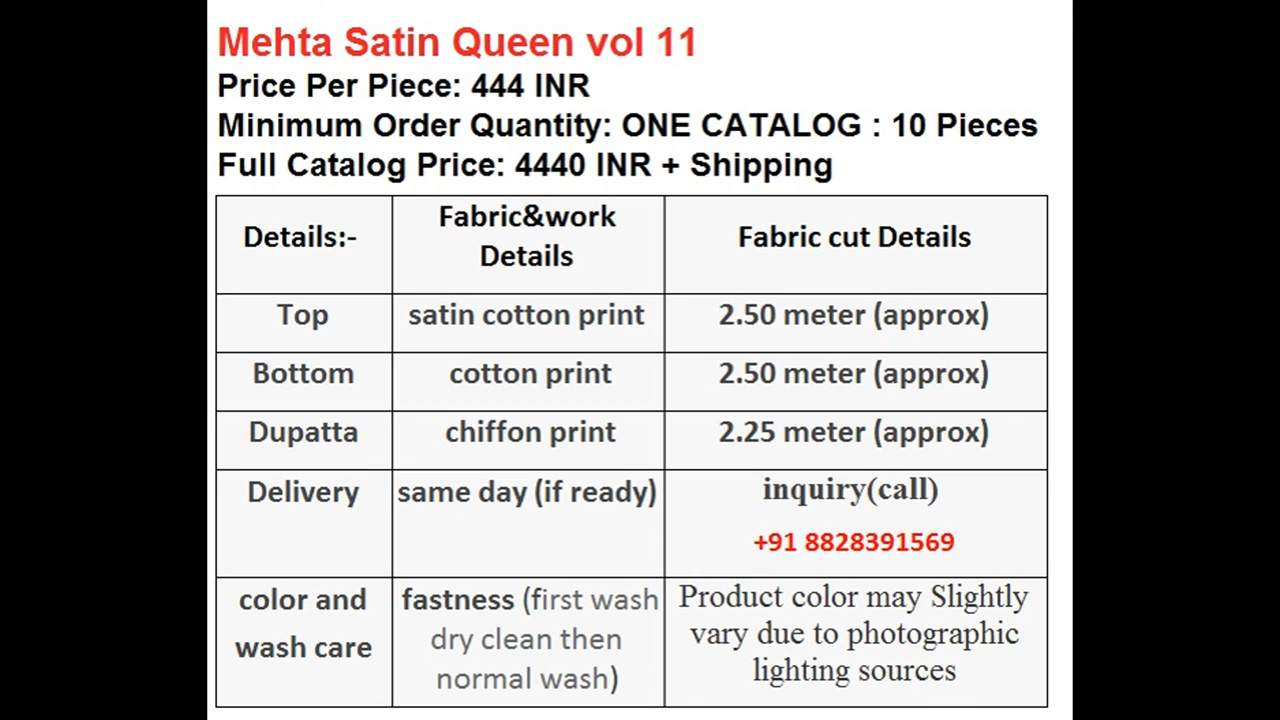 Mehta Satin Queen vol 11
Price Per Piece: 444 INR
Minimum Order Quantity: ONE CATALOG : 10 Pieces
Full Catalog Price: 4440 INR + Shipping
Details:-
Fabric&work
Details
Fabric cut Details
Top
satin cotton print
2.50 meter (approx)
Bottom
cotton print
2.50 meter (approx)
Dupatta
chiffon print
2.25 meter (approx)
Delivery
same day (if ready)
inquiry(call)
+91 8828391569
color and
wash care
fastness (first wash
dry clean then
normal wash)
Product color may Slightly
vary due to photographic
lighting sources